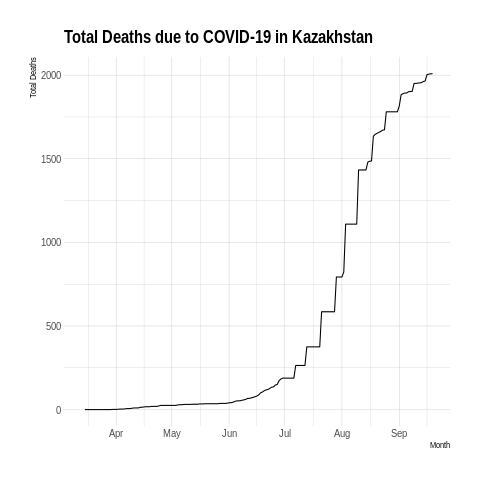 Total Deaths due to COVID-19 in Kazakhstan
Total Deaths
2000
1500
1000
500
0
Apr May Jun Jul Aug Sep
Month